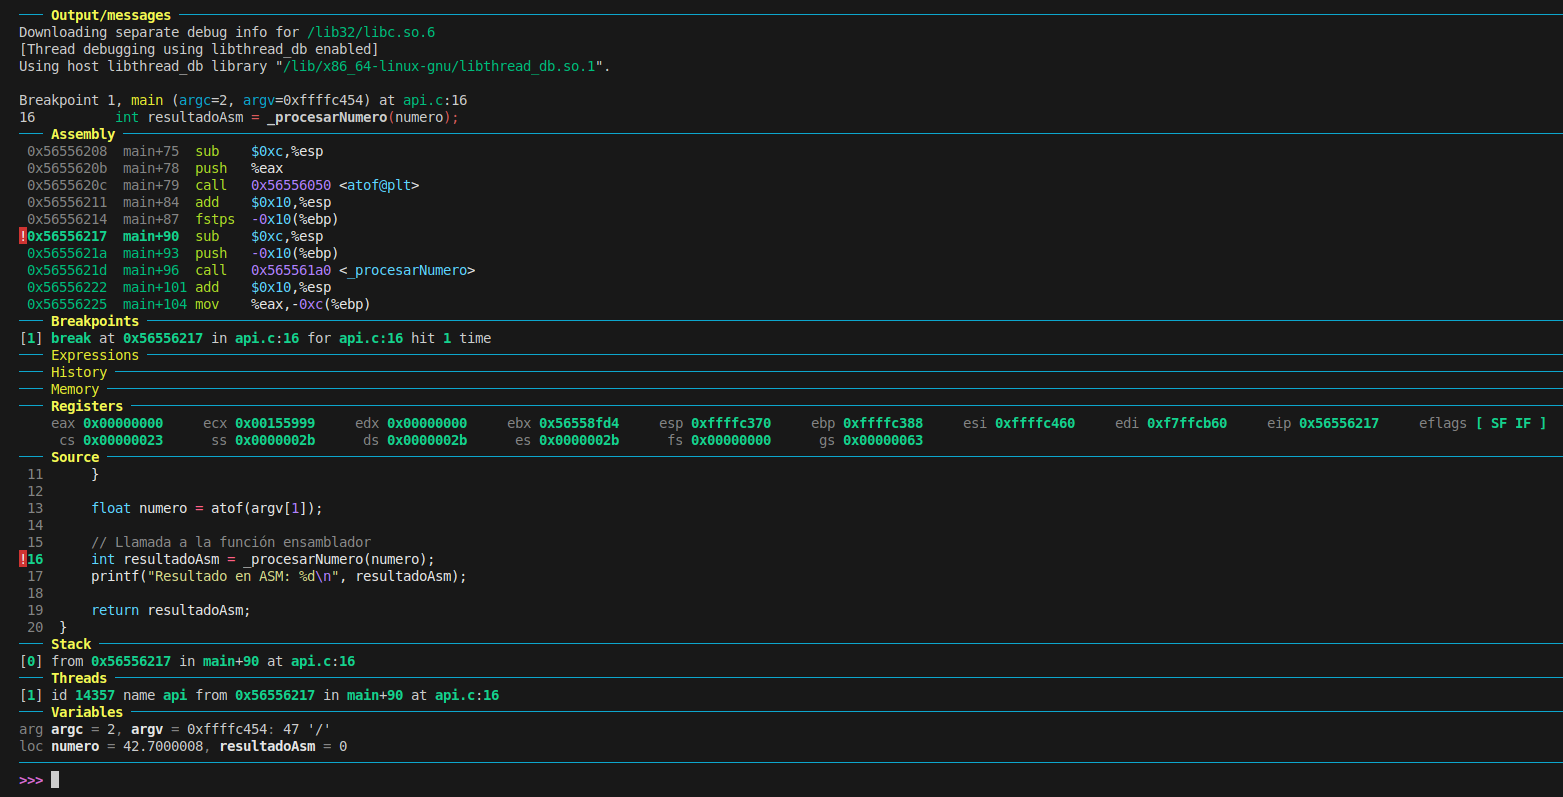 Output/messages
Downloading separate debug info for /lib32/libc.so.6
[Thread debugging using libthread_db enabled]
Using host libthread_db library "/lib/x86_64-linux-gnu/libthread_db.so.1".
Breakpoint 1, main (argc=2, argv=0xffffc454) at api.c:16
16          int resultadoAsm = _procesarNumero(numero);
Assembly
0x56556208  main+75  sub    $0xc,%esp
0x5655620b  main+78  push   %eax
0x5655620c  main+79  call   0x56556050 <atof@plt>
0x56556211  main+84  add    $0x10,%esp
0x56556214  main+87  fstps  -0x10(%ebp)
!0x56556217  main+90  sub    $0xc,%esp
0x5655621a  main+93  push   -0x10(%ebp)
0x5655621d  main+96  call   0x565561a0 <_procesarNumero>
0x56556222  main+101 add    $0x10,%esp
0x56556225  main+104 mov    %eax,-0xc(%ebp)
Breakpoints
[1] break at 0x56556217 in api.c:16 for api.c:16 hit 1 time
Expressions
History
Memory
Registers
eax 0x00000000     ecx 0x00155999     edx 0x00000000     ebx 0x56558fd4     esp 0xffffc370     ebp 0xffffc388     esi 0xffffc460     edi 0xf7ffcb60     eip 0x56556217     eflags [ SF IF ]
cs 0x00000023      ss 0x0000002b      ds 0x0000002b      es 0x0000002b      fs 0x00000000      gs 0x00000063
Source
11      }
12
13      float numero = atof(argv[1]);
14
15      // Llamada a la función ensamblador
!16      int resultadoAsm = _procesarNumero(numero);
17      printf("Resultado en ASM: %d\n", resultadoAsm);
18
19      return resultadoAsm;
20  }
Stack
[0] from 0x56556217 in main+90 at api.c:16
Threads
[1] id 14357 name api from 0x56556217 in main+90 at api.c:16
Variables
arg argc = 2, argv = 0xffffc454: 47 '/'
loc numero = 42.7000008, resultadoAsm = 0
>>>